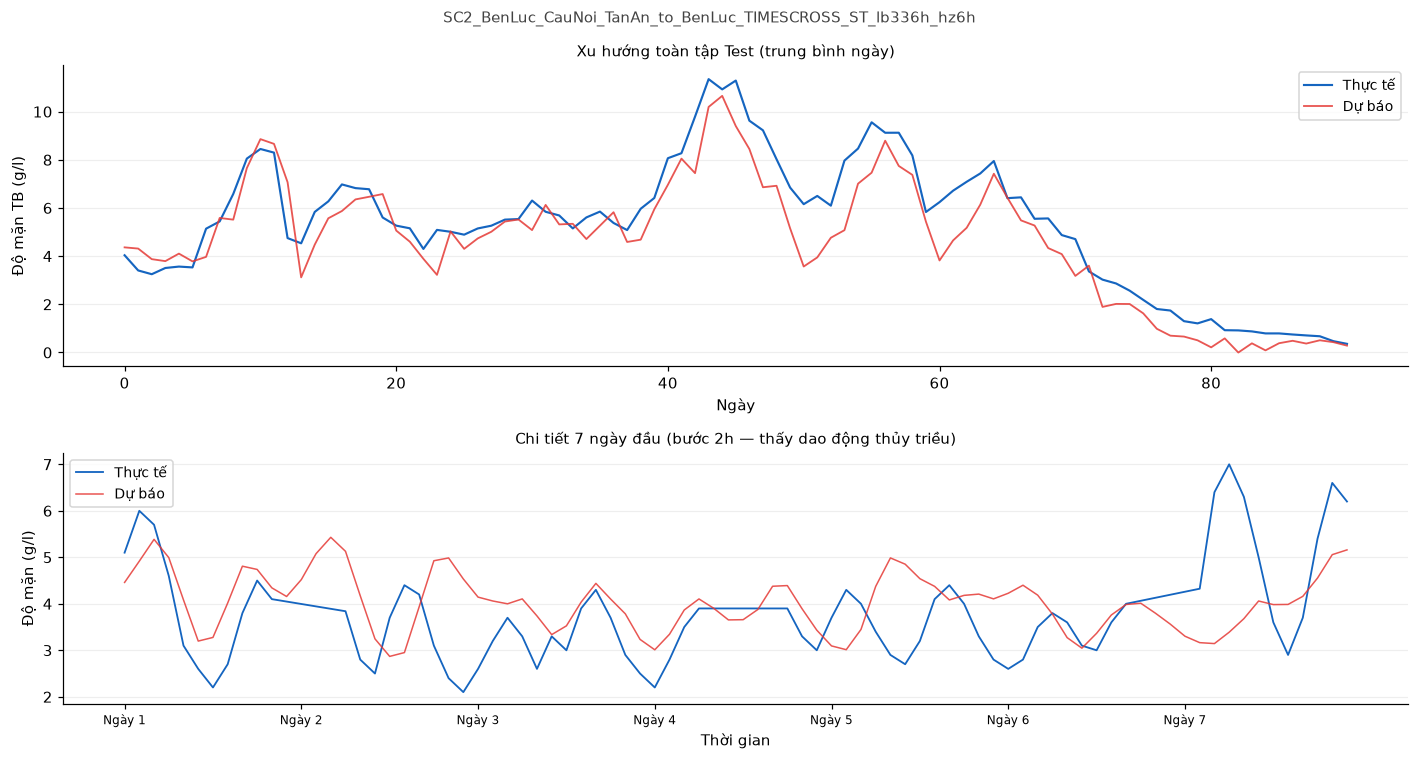 SC2_BenLuc_CauNoi_TanAn_to_BenLuc_TIMESCROSS_ST_lb336h_hz6h
Xu hướng toàn tập Test (trung bình ngày)
Thực tế
Dự báo
Độ mặn TB (g/l)
10
8
6
4
2
0
0 20 40 60 80
Ngày
Chi tiết 7 ngày đầu (bước 2h — thấy dao động thủy triều)
Thực tế
Dự báo
Độ mặn (g/l)
7
6
5
4
3
2
Ngày 1 Ngày 2 Ngày 3 Ngày 4 Ngày 5 Ngày 6 Ngày 7
Thời gian